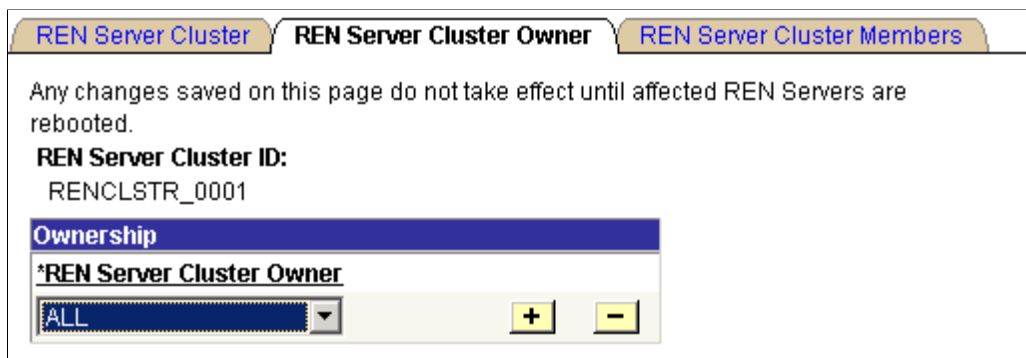 REN Server Cluster REN Server Cluster Owner REN Server Cluster Members
Any changes saved on this page do not take effect until affected REN Servers are
rebooted.
REN Server Cluster ID:
RENCLSTR_0001
Ownership
*REN Server Cluster Owner
ALL + −